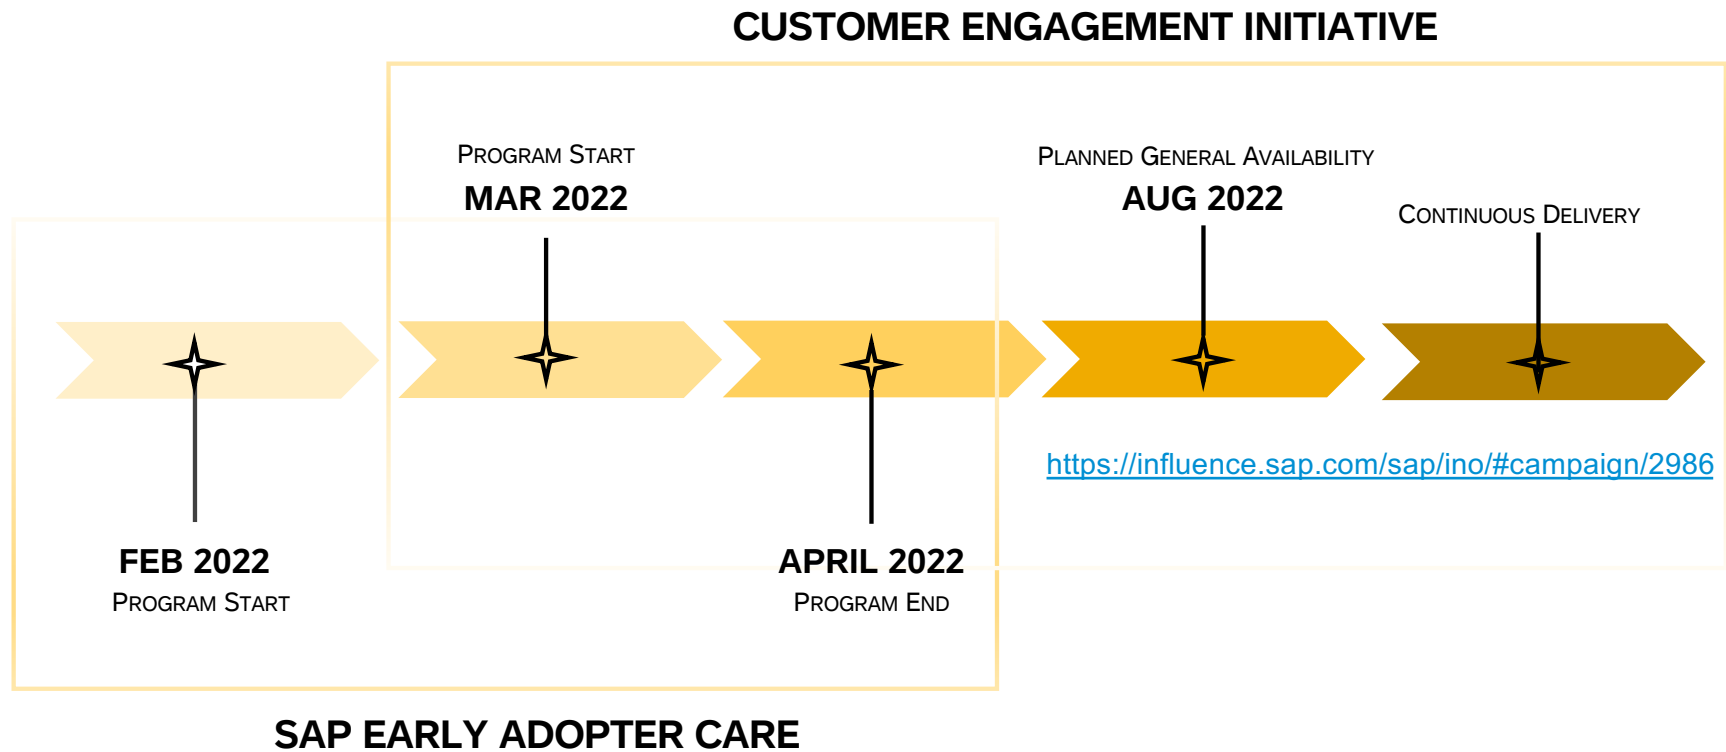 CUSTOMER ENGAGEMENT INITIATIVE
PROGRAM START
MAR 2022
PLANNED GENERAL AVAILABILITY
AUG 2022
CONTINUOUS DELIVERY
https://influence.sap.com/sap/ino/#campaign/2986
FEB 2022
PROGRAM START
APRIL 2022
PROGRAM END
SAP EARLY ADOPTER CARE